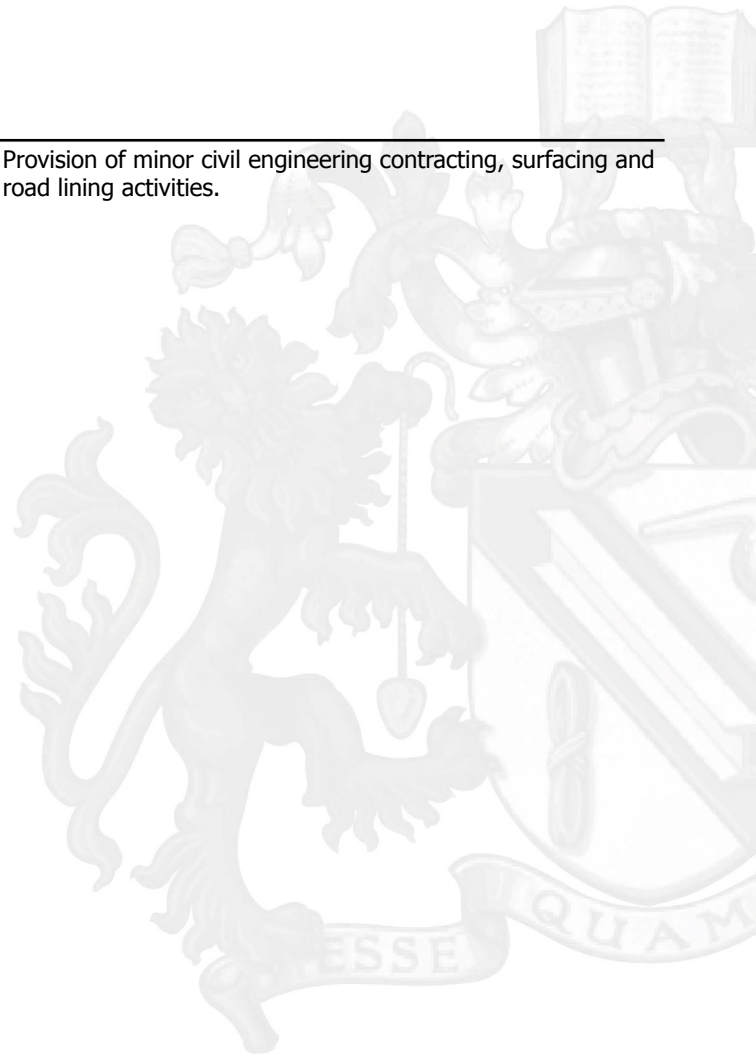 Provision of minor civil engineering contracting, surfacing and
road lining activities.
ESSE
QUAM